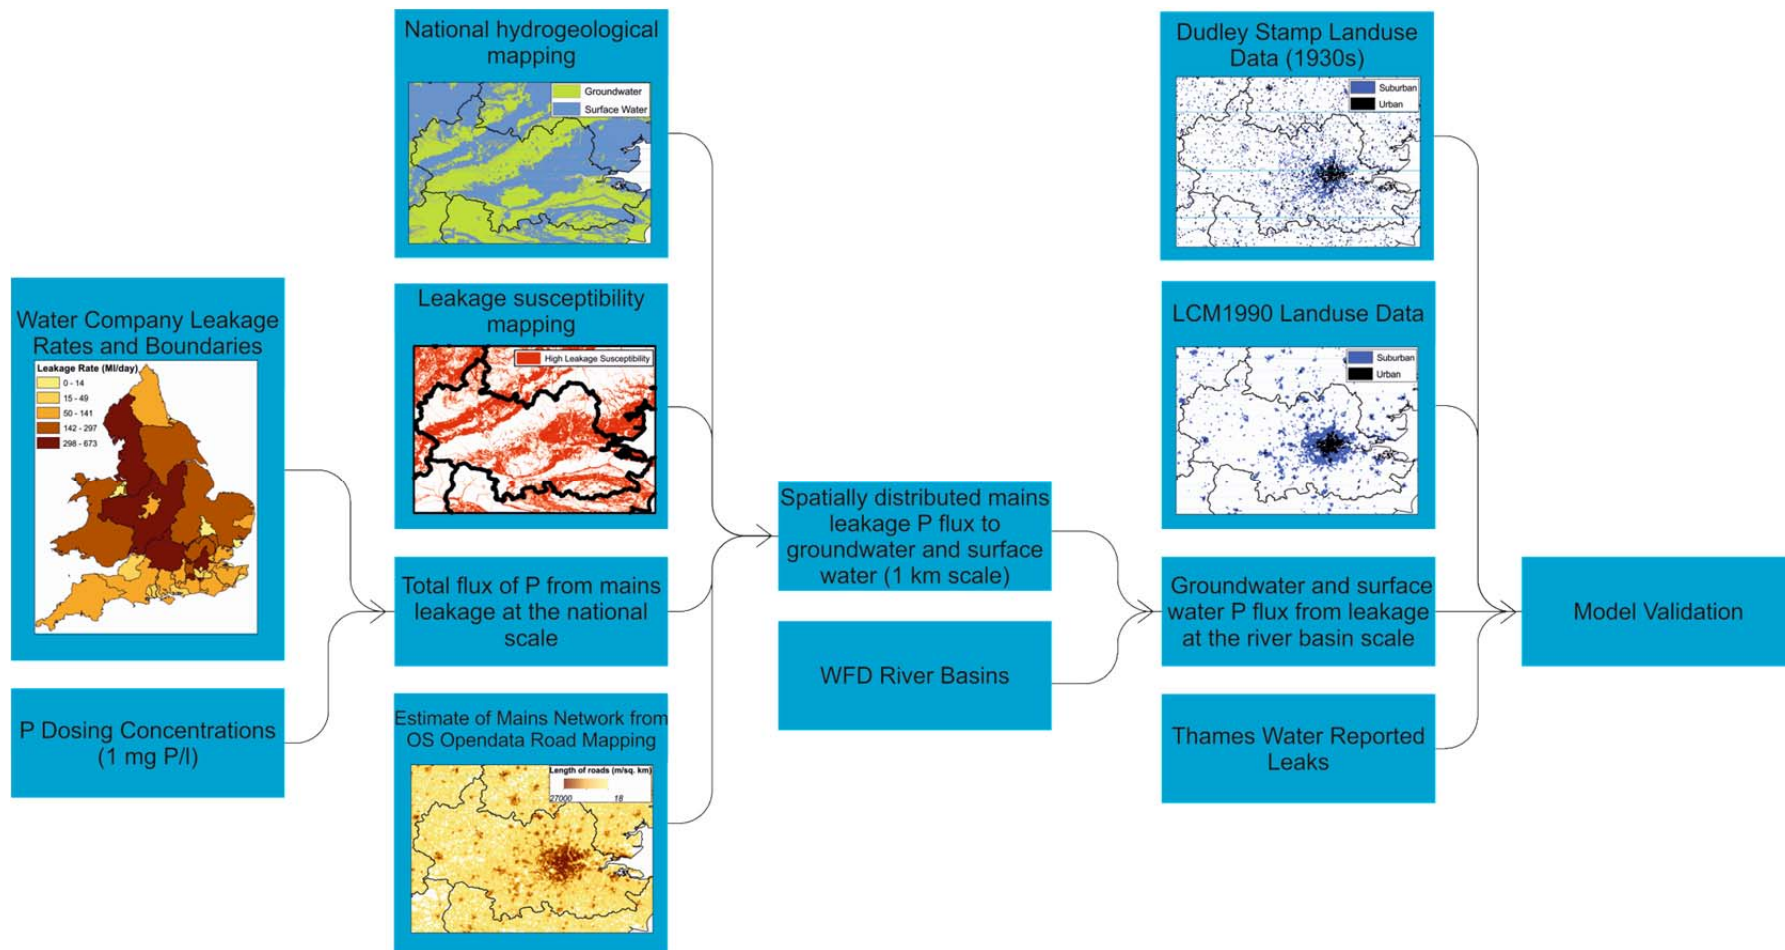 Water Company Leakage
Rates and Boundaries
Leakage Rate (Ml/day)
0 - 14
15 - 49
50 - 141
142 - 297
298 - 673
P Dosing Concentrations
(1 mg P/l)
National hydrogeological
mapping
Groundwater
Surface Water
Leakage susceptibility
mapping
High Leakage Susceptibility
Total flux of P from mains
leakage at the national
scale
Estimate of Mains Network from
OS Opendata Road Mapping
Length of roads (m/sq. km)
27000 18
Spatially distributed mains
leakage P flux to
groundwater and surface
water (1 km scale)
WFD River Basins
Dudley Stamp Landuse
Data (1930s)
Suburban
Urban
LCM1990 Landuse Data
Suburban
Urban
Groundwater and surface
water P flux from leakage
at the river basin scale
Thames Water Reported
Leaks
Model Validation